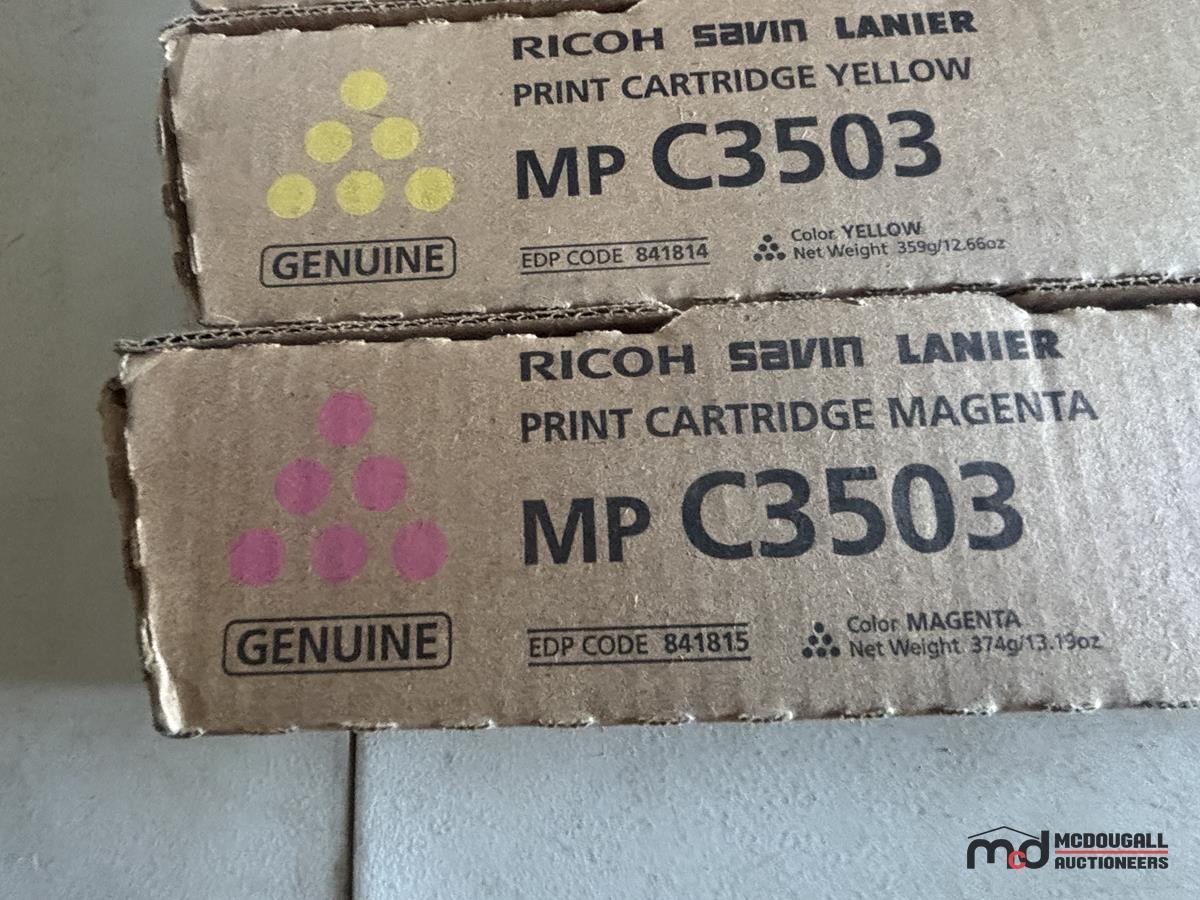 RICOH savin LANIER
PRINT CARTRIDGE YELLOW
MP C3503
GENUINE
EDP CODE 841814
Color YELLOW
Net Weight 359g/12.66oz
RICOH savin LANIER
PRINT CARTRIDGE MAGENTA
MP C3503
GENUINE
EDP CODE 841815
Color MAGENTA
Net Weight 374g/13.19oz
mcd MCDOUGALL
AUCTIONEERS